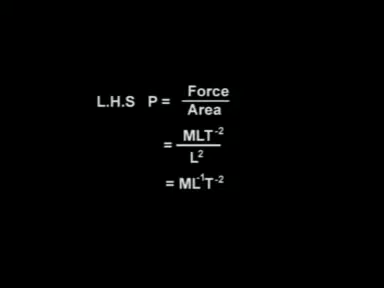 L.H.S P = Force / Area
= MLT⁻² / L²
= ML⁻¹T⁻²